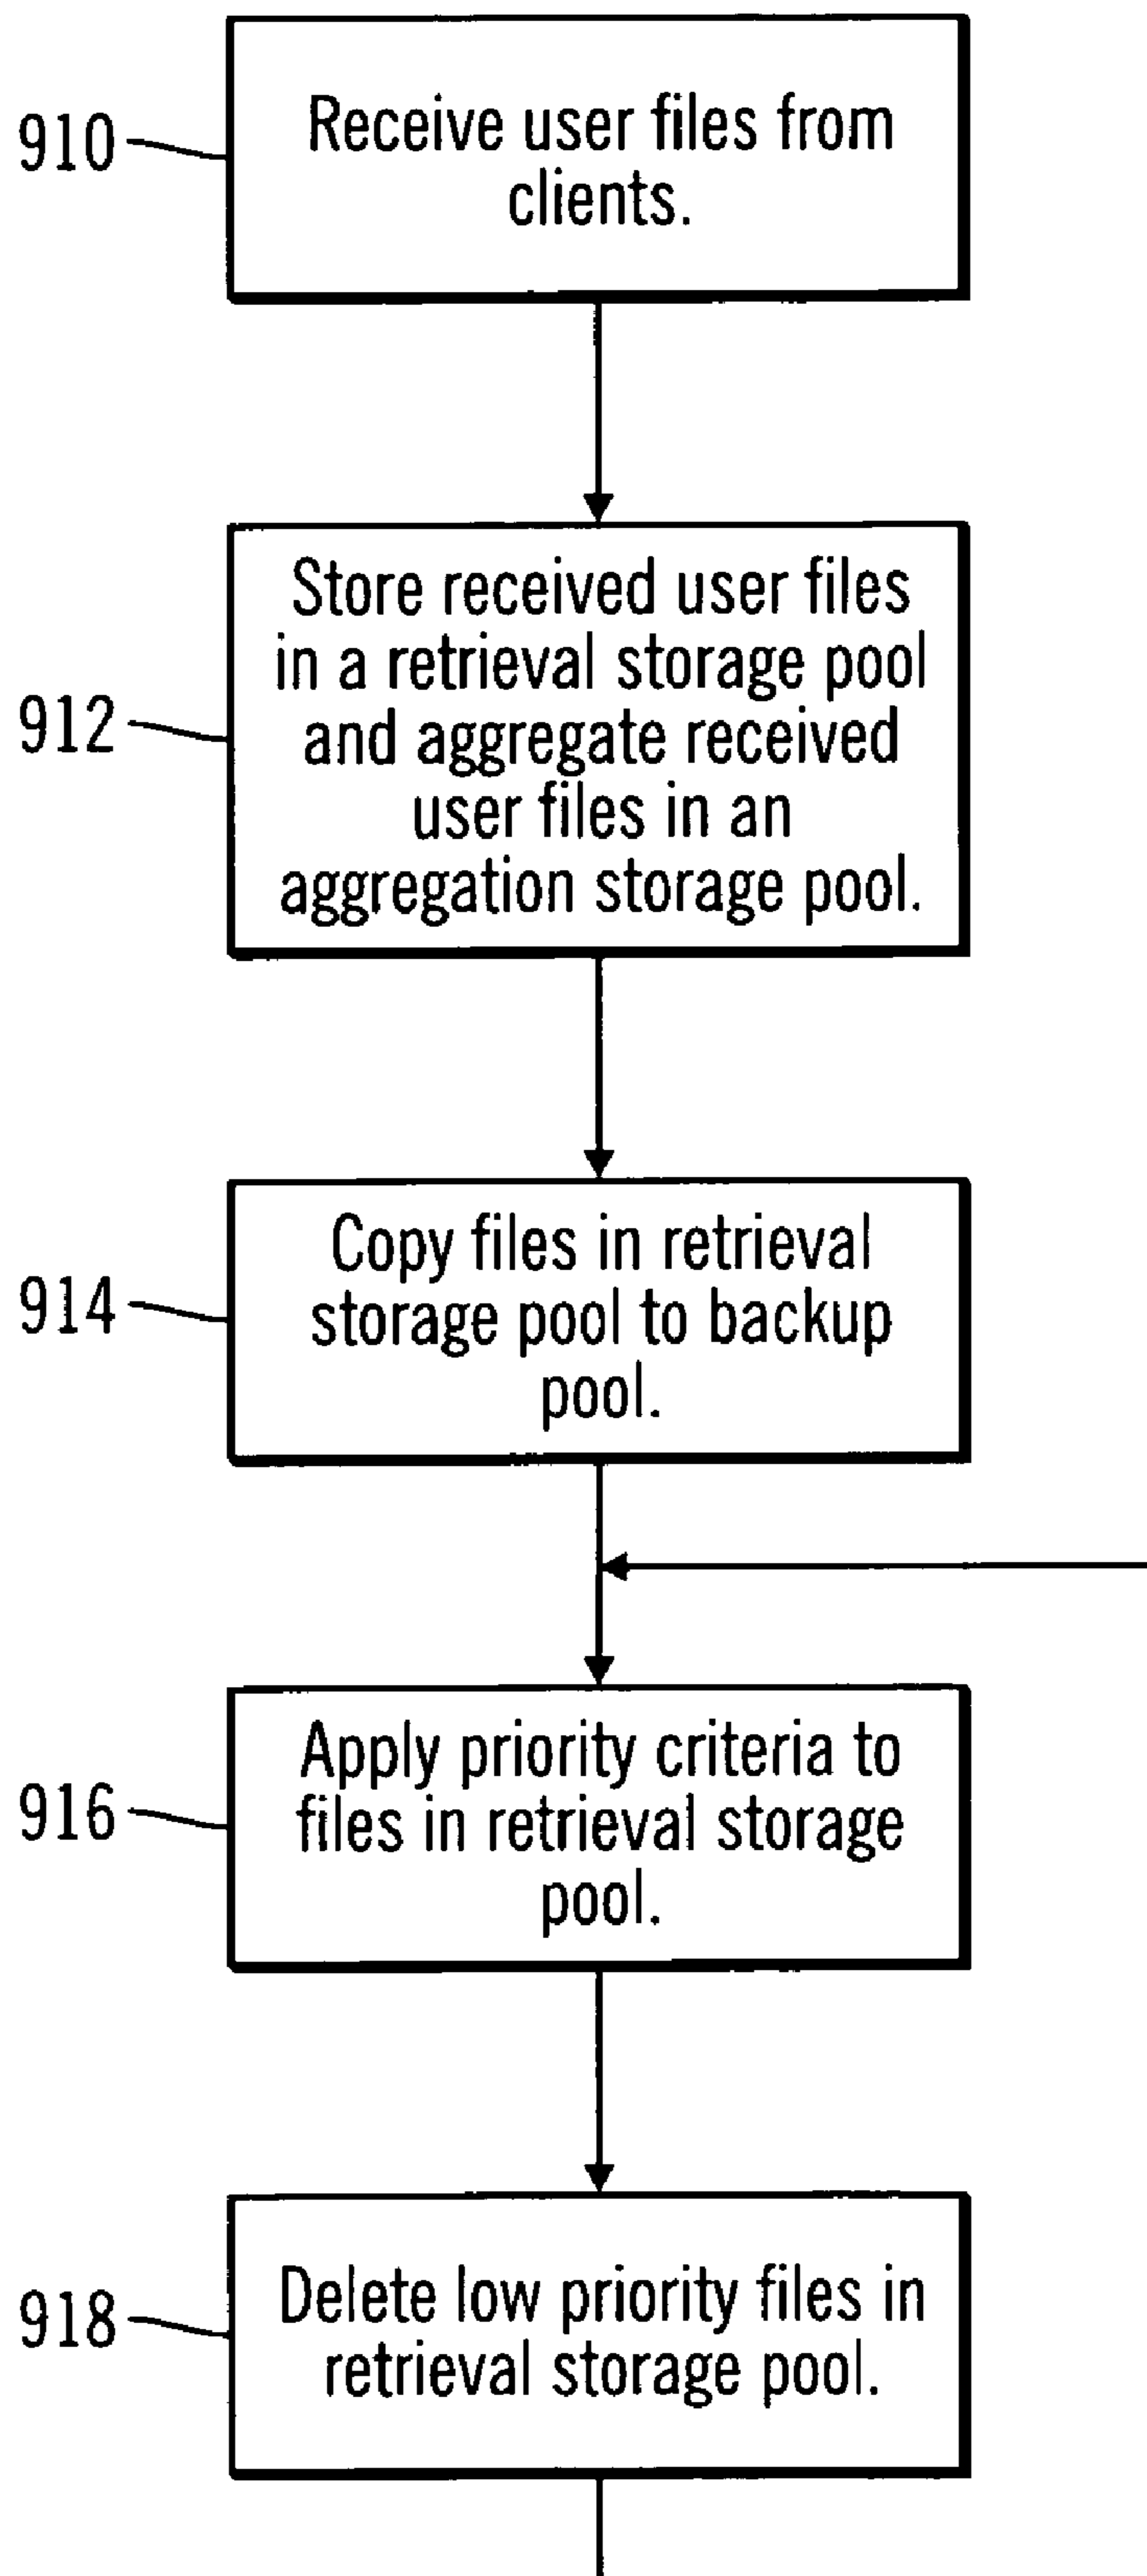 910
Receive user files from
clients.
912
Store received user files
in a retrieval storage pool
and aggregate received
user files in an
aggregation storage pool.
914
Copy files in retrieval
storage pool to backup
pool.
916
Apply priority criteria to
files in retrieval storage
pool.
918
Delete low priority files in
retrieval storage pool.